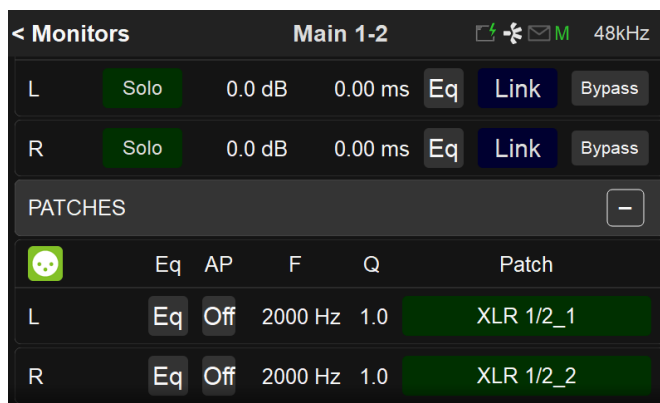 < Monitors Main 1-2 M 48kHz
L Solo 0.0 dB 0.00 ms Eq Link Bypass
R Solo 0.0 dB 0.00 ms Eq Link Bypass
PATCHES −
Eq AP F Q Patch
L Eq Off 2000 Hz 1.0 XLR 1/2_1
R Eq Off 2000 Hz 1.0 XLR 1/2_2